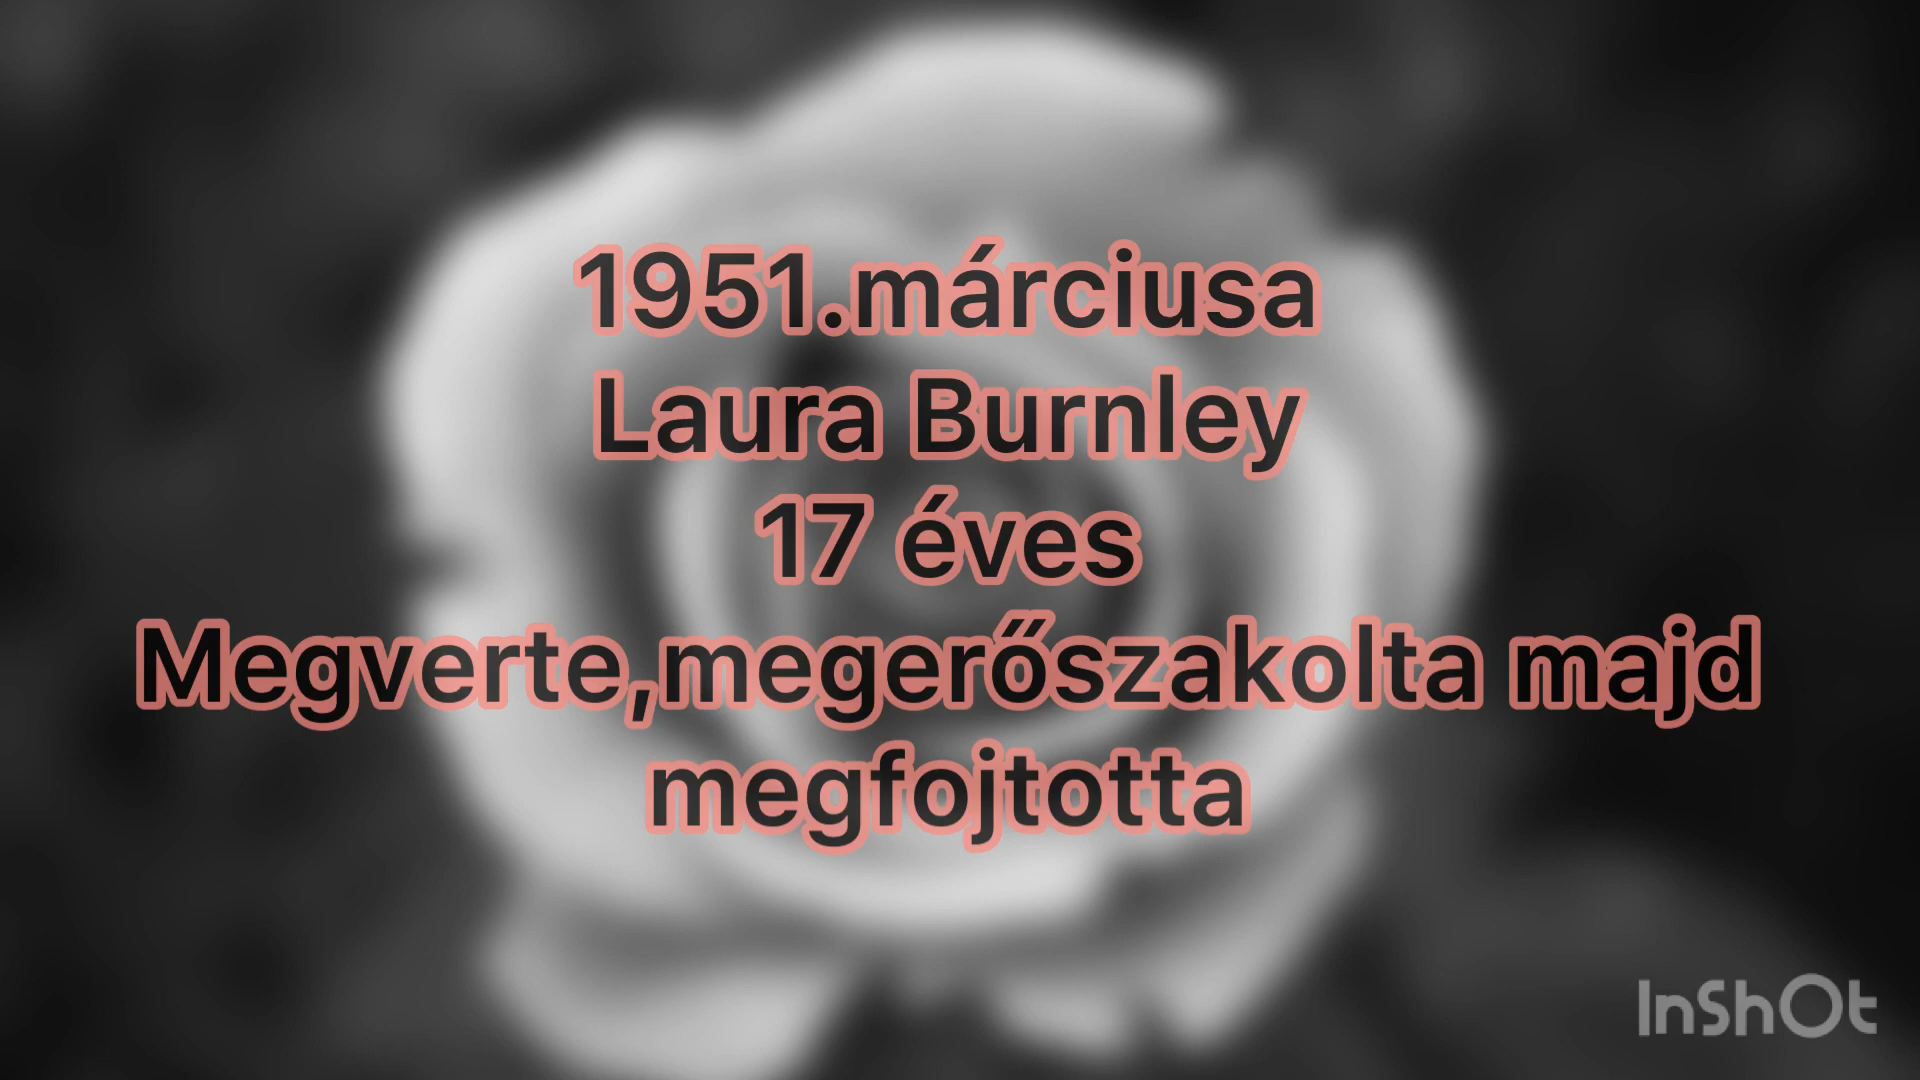 1951.márciusa
Laura Burnley
17 éves
Megverte,megerőszakolta majd
megfojtotta
InShOt